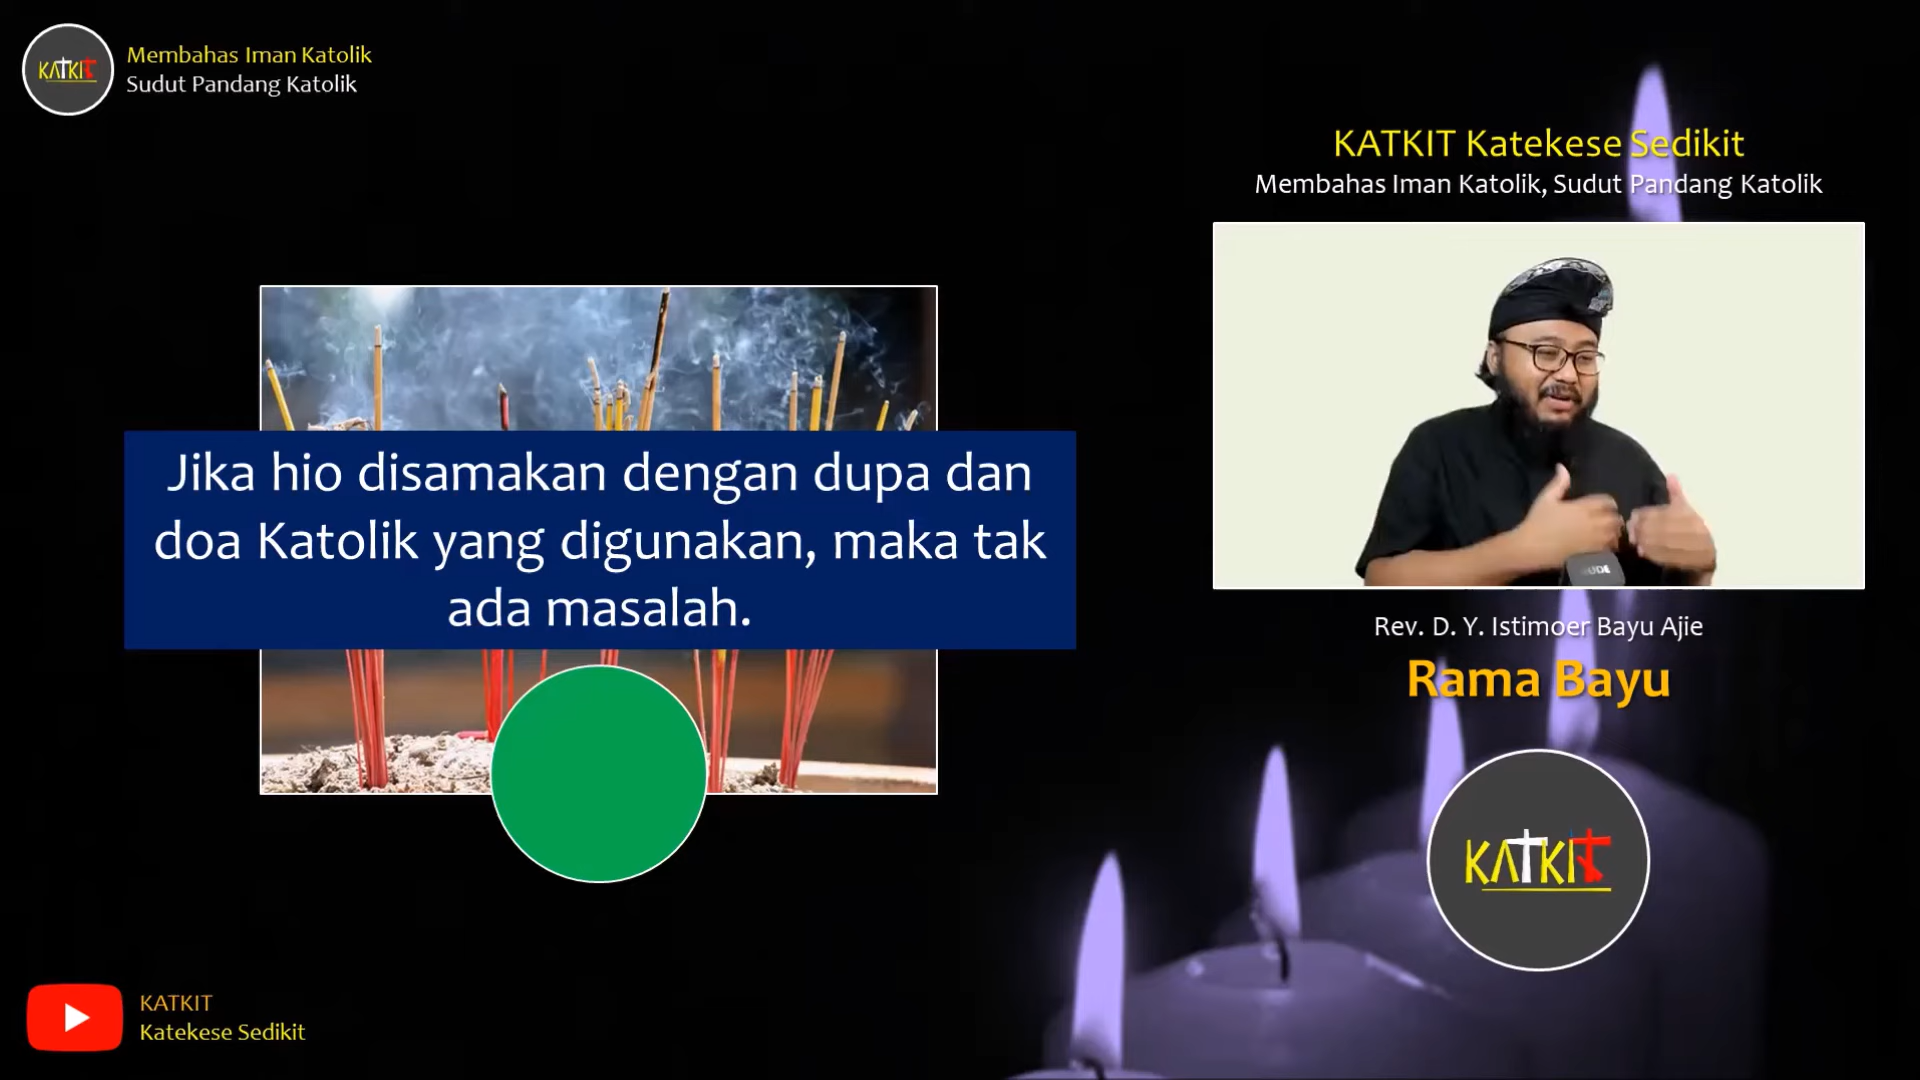 KATKIT
Membahas Iman Katolik
Sudut Pandang Katolik
KATKIT Katekese Sedikit
Membahas Iman Katolik, Sudut Pandang Katolik
Jika hio disamakan dengan dupa dan
doa Katolik yang digunakan, maka tak
ada masalah.
Rev. D. Y. Istimoer Bayu Ajie
Rama Bayu
KATKIT
KATKIT
Katekese Sedikit